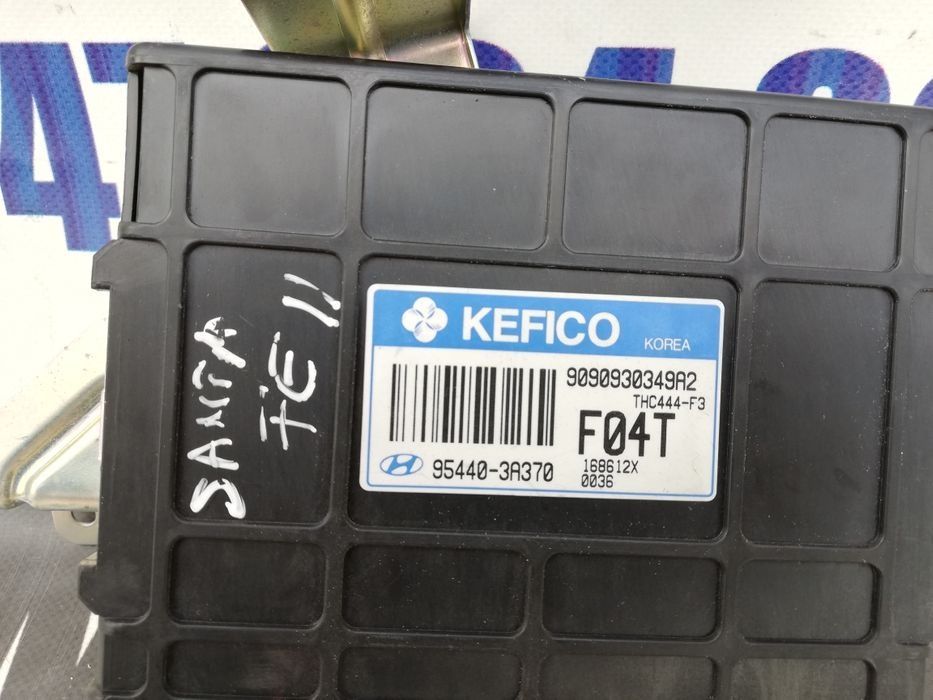 SANTA
FE II
KEFICO
KOREA
9090930349A2
THC444-F3
F04T
95440-3A370
168612X
0036